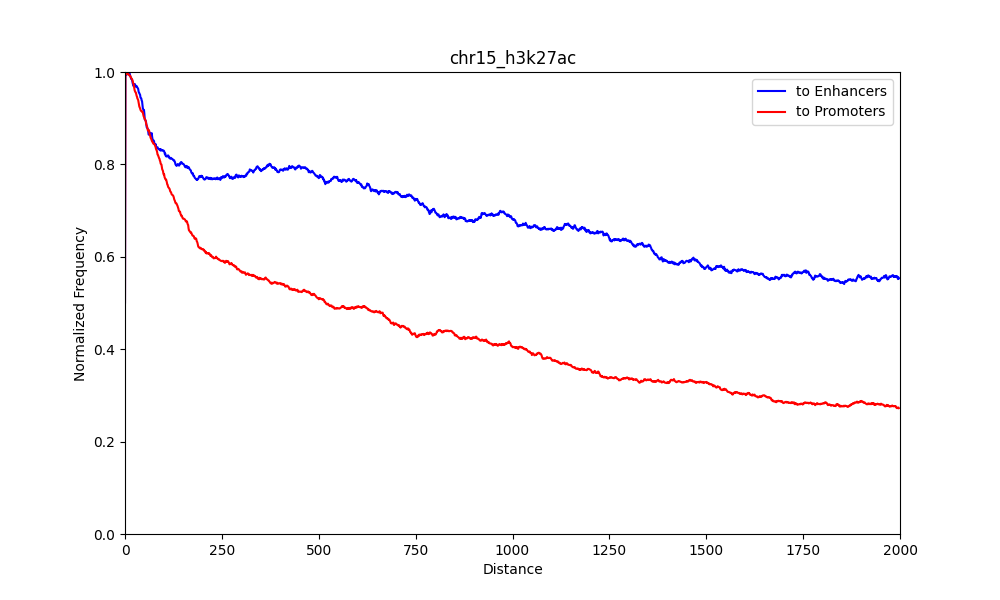 chr15_h3k27ac
to Enhancers
to Promoters
Normalized Frequency
1.0
0.8
0.6
0.4
0.2
0.0
0 250 500 750 1000 1250 1500 1750 2000
Distance